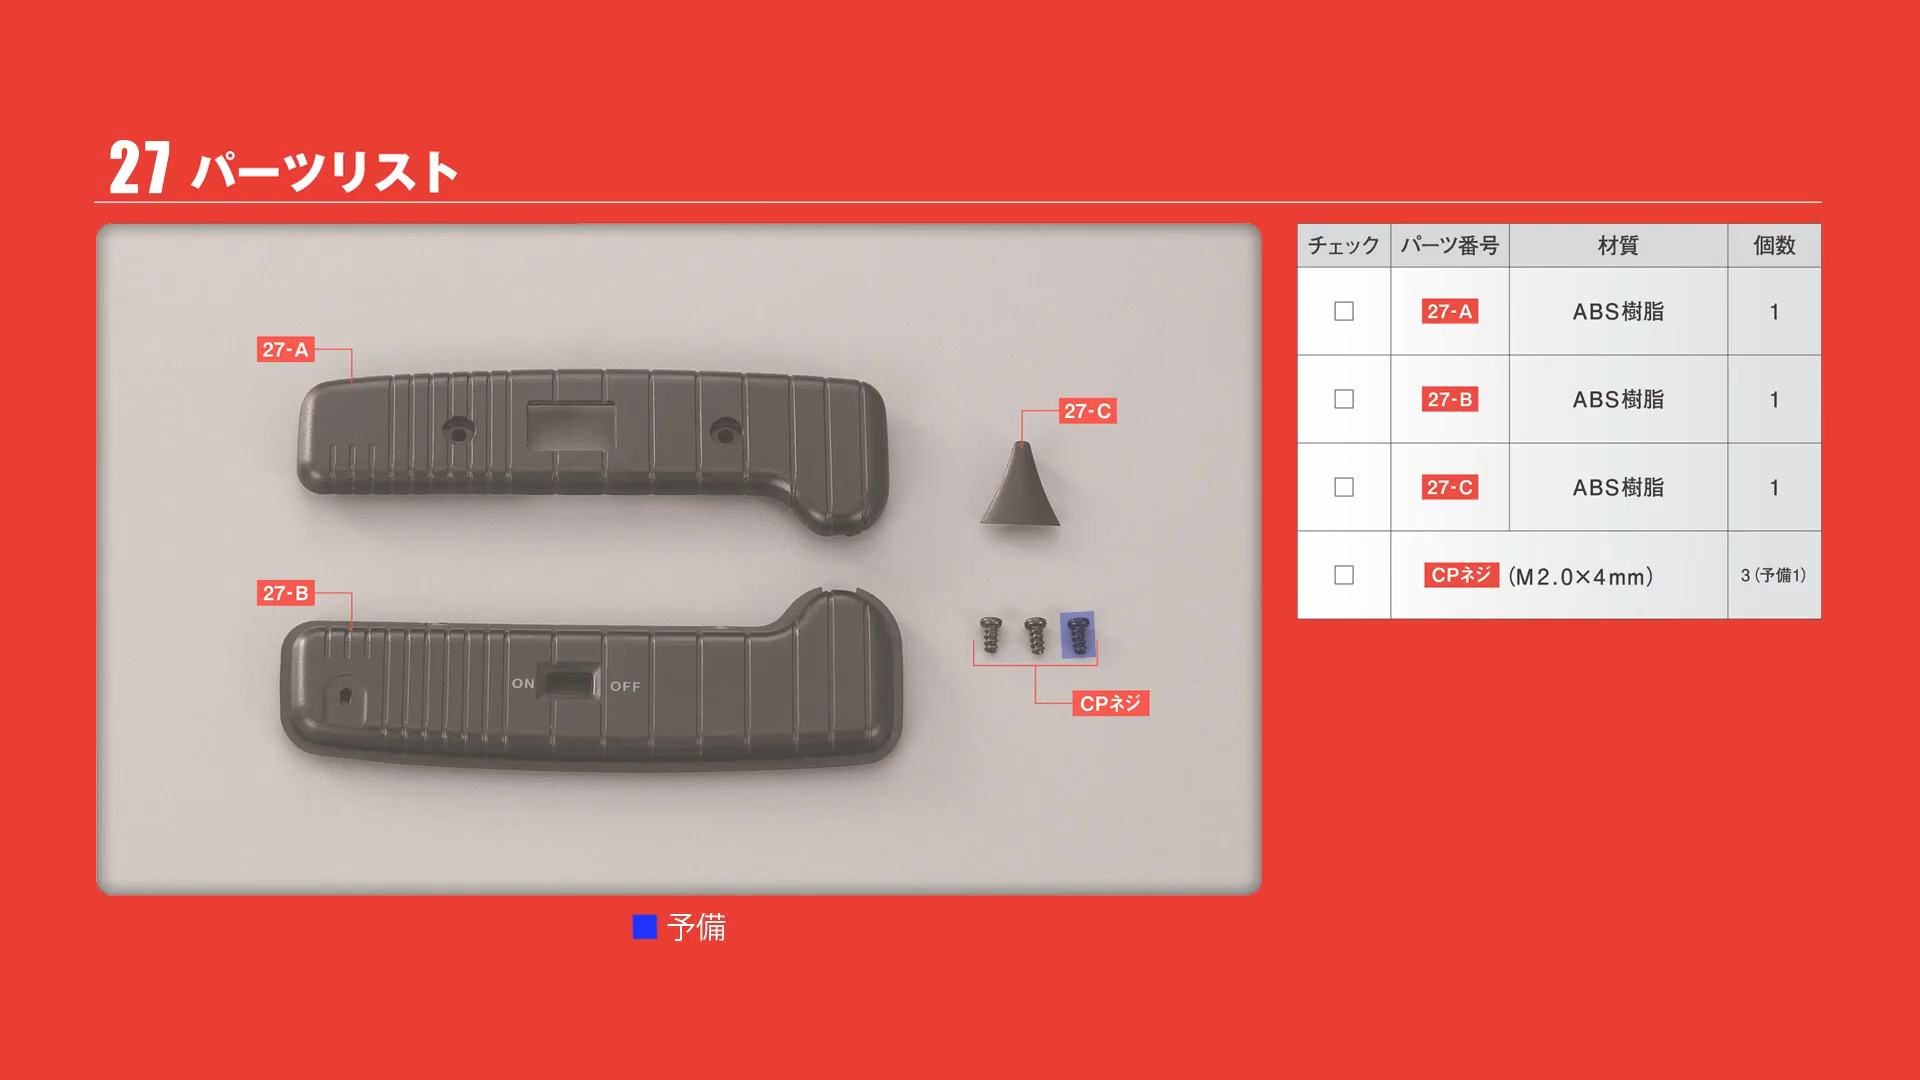 27 パーツリスト
27-A
27-C
27-B
ON OFF
CPネジ
予備
チェック パーツ番号 材質 個数
□ 27-A ABS樹脂 1
□ 27-B ABS樹脂 1
□ 27-C ABS樹脂 1
□ CPネジ (M2.0×4mm) 3(予備1)